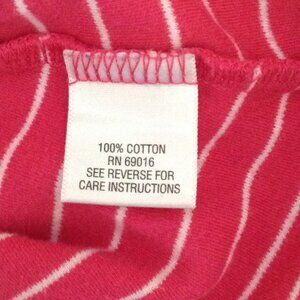 100% COTTON
RN 69016
SEE REVERSE FOR
CARE INSTRUCTIONS